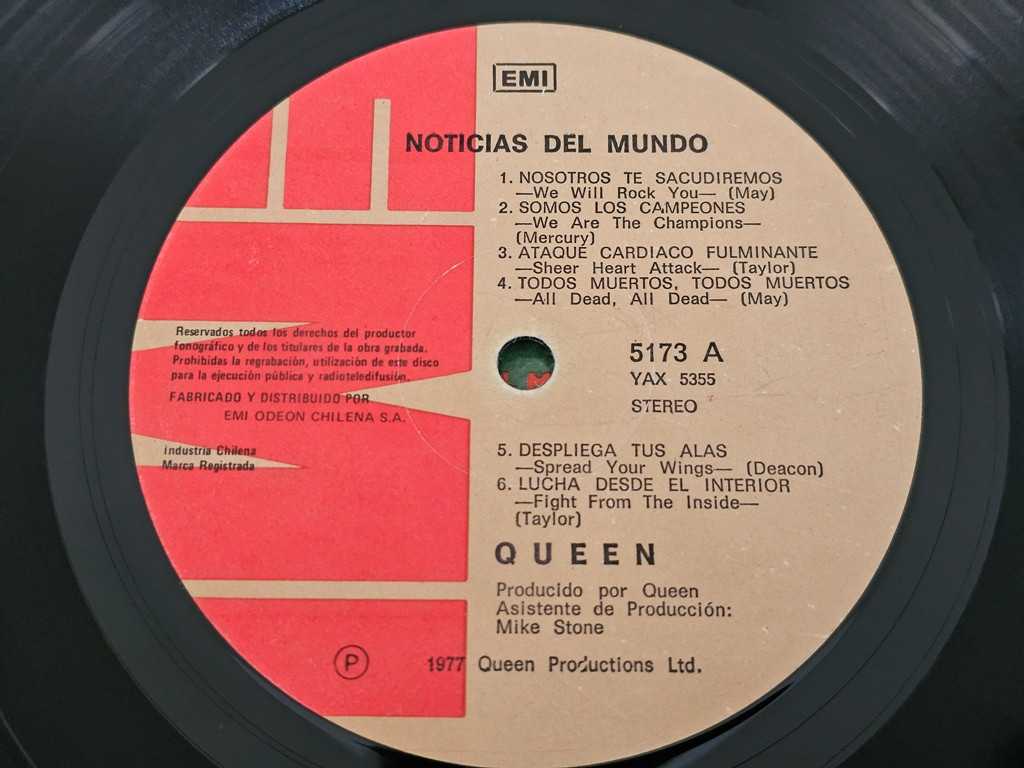 EMI
NOTICIAS DEL MUNDO
1. NOSOTROS TE SACUDIREMOS
—We Will Rock You— (May)
2. SOMOS LOS CAMPEONES
—We Are The Champions—
(Mercury)
3. ATAQUE CARDIACO FULMINANTE
—Sheer Heart Attack— (Taylor)
4. TODOS MUERTOS, TODOS MUERTOS
—All Dead, All Dead— (May)
Reservados todos los derechos del productor
fonográfico y de los titulares de la obra grabada.
Prohibidas la regrabación, utilización de este disco
para la ejecución pública y radioteledifusión.
FABRICADO Y DISTRIBUIDO POR
EMI ODEON CHILENA S.A.
Industria Chilena
Marca Registrada
5173 A
YAX 5355
STEREO
5. DESPLIEGA TUS ALAS
—Spread Your Wings— (Deacon)
6. LUCHA DESDE EL INTERIOR
—Fight From The Inside—
(Taylor)
QUEEN
Producido por Queen
Asistente de Producción:
Mike Stone
Ⓟ 1977 Queen Productions Ltd.